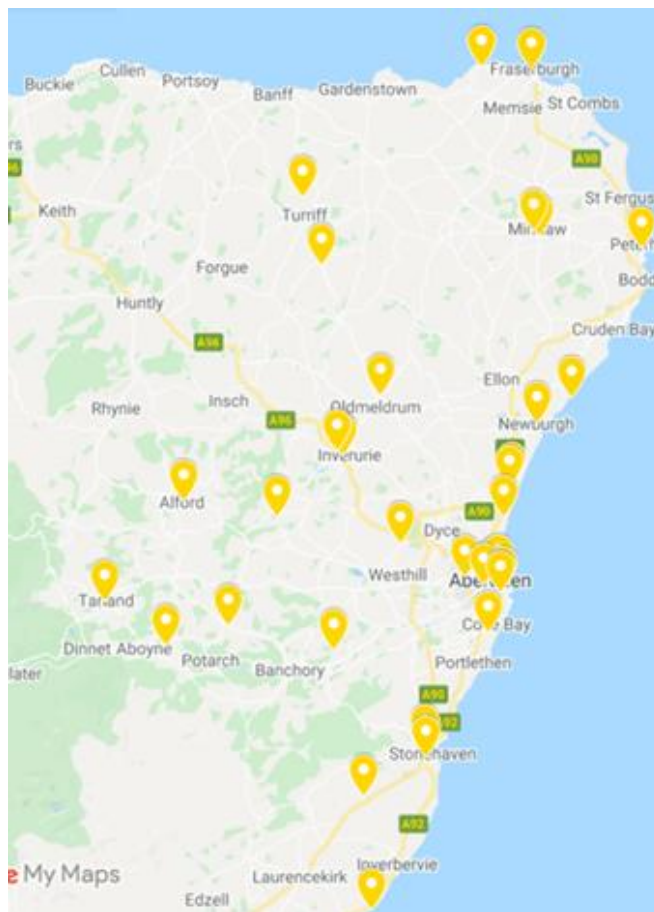 Fraserburgh
Cullen
Buckie
Portsoy
Gardenstown
Banff
Memsie
St Combs
A90
Keith
St Fergus
Turriff
Forgue
Huntly
Cruden Bay
A96
Ellon
Insch
Oldmeldrum
Rhynie
A96
Newburgh
Inverurie
Alford
A90
Dyce
Westhill
Aberdeen
Tarland
Cove Bay
Dinnet
Aboyne
Potarch
Banchory
Portlethen
A90
Stonehaven
A92
Inverbervie
Laurencekirk
My Maps
Edzell